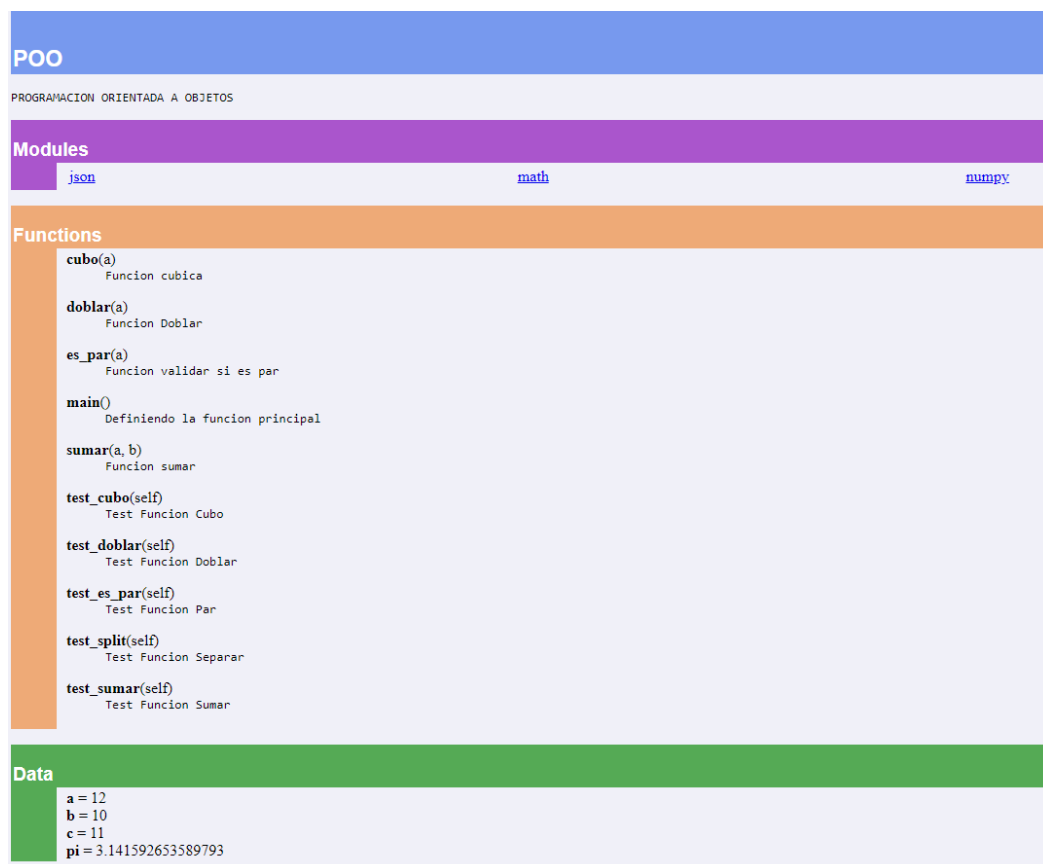 POO
PROGRAMACION ORIENTADA A OBJETOS
Modules
json math numpy
Functions
cubo(a)
Funcion cubica
doblar(a)
Funcion Doblar
es_par(a)
Funcion validar si es par
main()
Definiendo la funcion principal
sumar(a, b)
Funcion sumar
test_cubo(self)
Test Funcion Cubo
test_doblar(self)
Test Funcion Doblar
test_es_par(self)
Test Funcion Par
test_split(self)
Test Funcion Separar
test_sumar(self)
Test Funcion Sumar
Data
a = 12
b = 10
c = 11
pi = 3.141592653589793